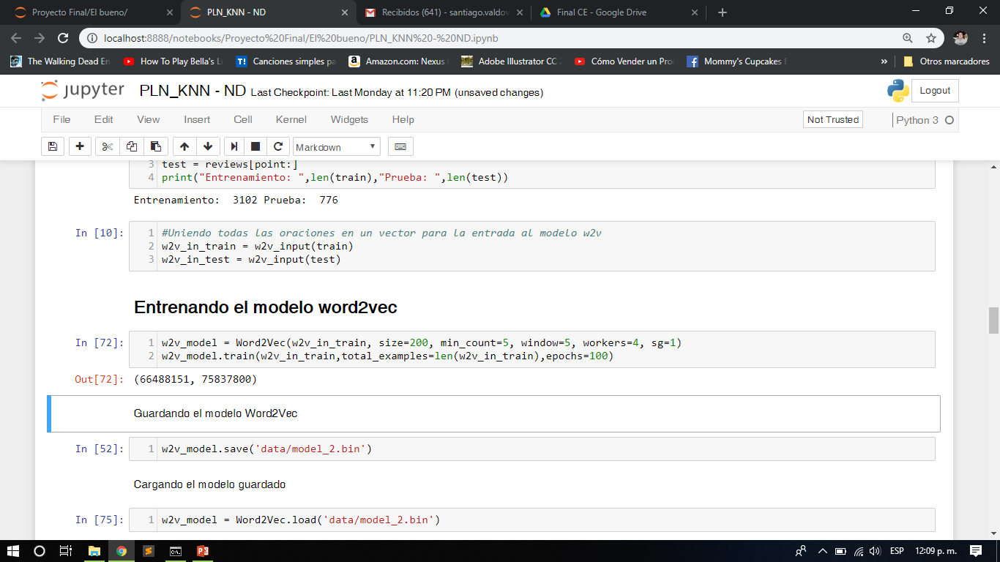 Proyecto Final/El bueno/
PLN_KNN - ND
Recibidos (641) - santiago.valdov
Final CE - Google Drive
localhost:8888/notebooks/Proyecto%20Final/El%20bueno/PLN_KNN%20-%20ND.ipynb
The Walking Dead En
How To Play Bella's Lu
T!
Canciones simples pa
Amazon.com: Nexus
Adobe Illustrator CC 2
Cómo Vender un Pro
Mommy's Cupcakes E
»
Otros marcadores
jupyter
PLN_KNN - ND Last Checkpoint: Last Monday at 11:20 PM (unsaved changes)
Logout
File Edit View Insert Cell Kernel Widgets Help
Not Trusted
Python 3
Markdown
3 test = reviews[point:]
4 print("Entrenamiento: ",len(train),"Prueba: ",len(test))
Entrenamiento:  3102 Prueba:  776
In [10]:
1 #Uniendo todas las oraciones en un vector para la entrada al modelo w2v
2 w2v_in_train = w2v_input(train)
3 w2v_in_test = w2v_input(test)
Entrenando el modelo word2vec
In [72]:
1 w2v_model = Word2Vec(w2v_in_train, size=200, min_count=5, window=5, workers=4, sg=1)
2 w2v_model.train(w2v_in_train,total_examples=len(w2v_in_train),epochs=100)
Out[72]: (66488151, 75837800)
Guardando el modelo Word2Vec
In [52]: 1 w2v_model.save('data/model_2.bin')
Cargando el modelo guardado
In [75]: 1 w2v_model = Word2Vec.load('data/model_2.bin')
ESP
12:09 p. m.